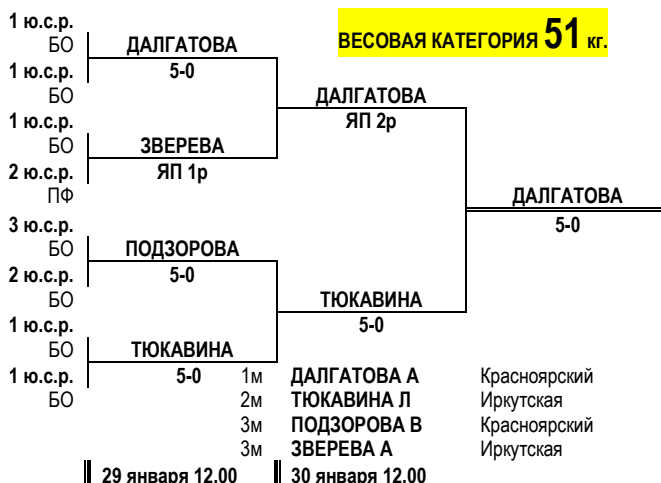 1 ю.с.р.
БО
ДАЛГАТОВА
ВЕСОВАЯ КАТЕГОРИЯ 51 кг.
1 ю.с.р.
5-0
БО
ДАЛГАТОВА
1 ю.с.р.
ЯП 2р
БО
ЗВЕРЕВА
2 ю.с.р.
ЯП 1р
ПФ
ДАЛГАТОВА
3 ю.с.р.
5-0
БО
ПОДЗОРОВА
2 ю.с.р.
5-0
БО
ТЮКАВИНА
1 ю.с.р.
5-0
БО
ТЮКАВИНА
1 ю.с.р.
5-0
БО
1м ДАЛГАТОВА А Красноярский
2м ТЮКАВИНА Л Иркутская
3м ПОДЗОРОВА В Красноярский
3м ЗВЕРЕВА А Иркутская
29 января 12.00 30 января 12.00